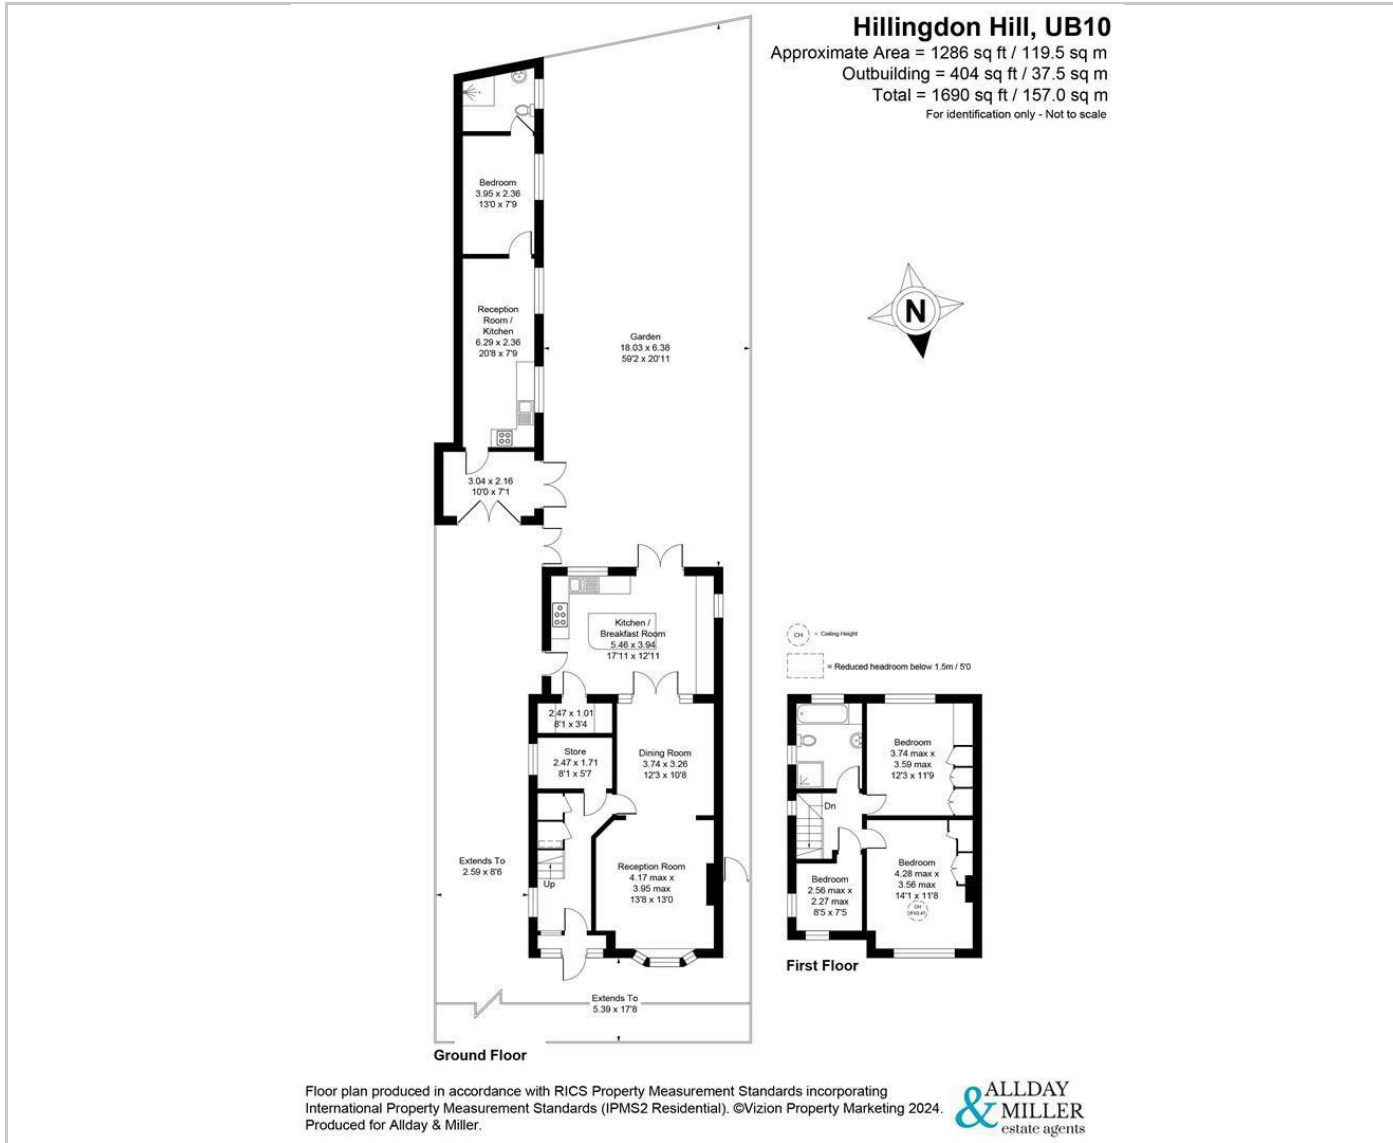 Hillingdon Hill, UB10
Approximate Area = 1286 sq ft / 119.5 sq m
Outbuilding = 404 sq ft / 37.5 sq m
Total = 1690 sq ft / 157.0 sq m
For identification only - Not to scale
Bedroom
3.95 x 2.36
13'0 x 7'9
N
Reception
Room /
Kitchen
6.29 x 2.36
20'8 x 7'9
Garden
18.03 x 6.38
59'2 x 20'11
3.04 x 2.16
10'0 x 7'1
Kitchen /
Breakfast Room
5.46 x 3.94
17'11 x 12'11
2.47 x 1.01
8'1 x 3'4
Store
2.47 x 1.71
8'1 x 5'7
Dining Room
3.74 x 3.26
12'3 x 10'8
Extends To
2.59 x 8'6
Up
Reception Room
4.17 max x
3.95 max
13'8 x 13'0
Extends To
5.39 x 17'8
Ground Floor
CH = Ceiling Height
= Reduced headroom below 1.5m / 5'0
Bedroom
3.74 max x
3.59 max
12'3 x 11'9
Dn
Bedroom
2.56 max x
2.27 max
8'5 x 7'5
Bedroom
4.28 max x
3.56 max
14'1 x 11'8
CH
First Floor
Floor plan produced in accordance with RICS Property Measurement Standards incorporating
International Property Measurement Standards (IPMS2 Residential). ©Vizion Property Marketing 2024.
Produced for Allday & Miller.
ALLDAY
& MILLER
estate agents